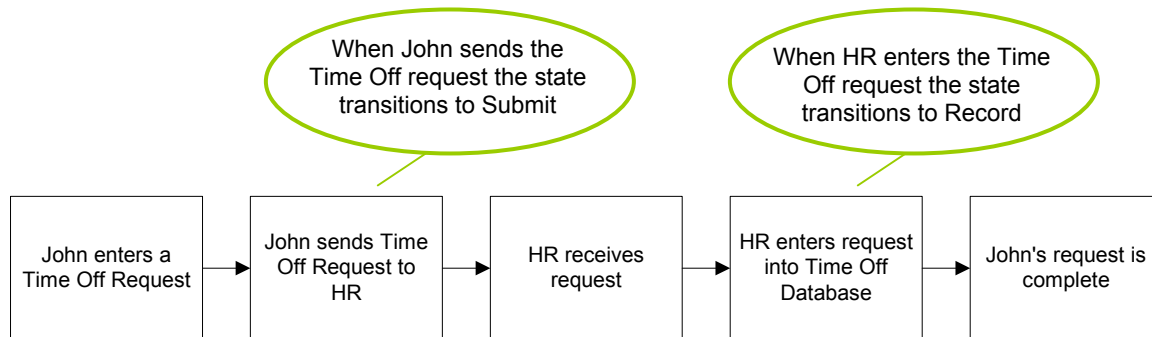 When John sends the
Time Off request the state
transitions to Submit
When HR enters the Time
Off request the state
transitions to Record
John enters a
Time Off Request
John sends Time
Off Request to
HR
HR receives
request
HR enters request
into Time Off
Database
John's request is
complete